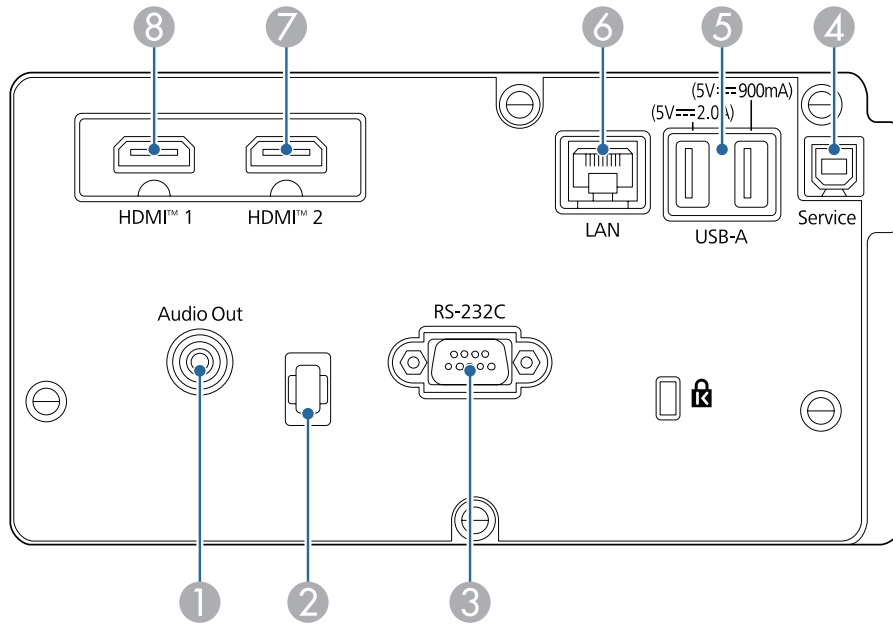 8 7 6 5 4
(5V⎓900mA)
(5V⎓2.0A)
HDMI™ 1 HDMI™ 2 LAN USB-A Service
Audio Out RS-232C
K
1 2 3